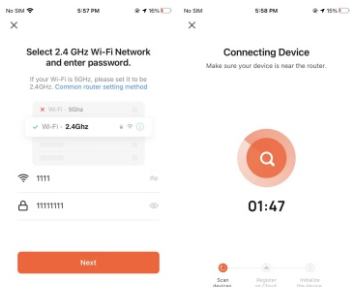 No SIM 5:57 PM 16%
Select 2.4 GHz Wi-Fi Network
and enter password.
If your Wi-Fi is 5GHz, please set it to be
2.4GHz. Common router setting method
Wi-Fi - 5Ghz
Wi-Fi - 2.4Ghz
1111
11111111
Next
No SIM 5:58 PM 15%
Connecting Device
Make sure your device is near the router.
01:47
Scan
devices
Register
on Cloud
Initialize
the device